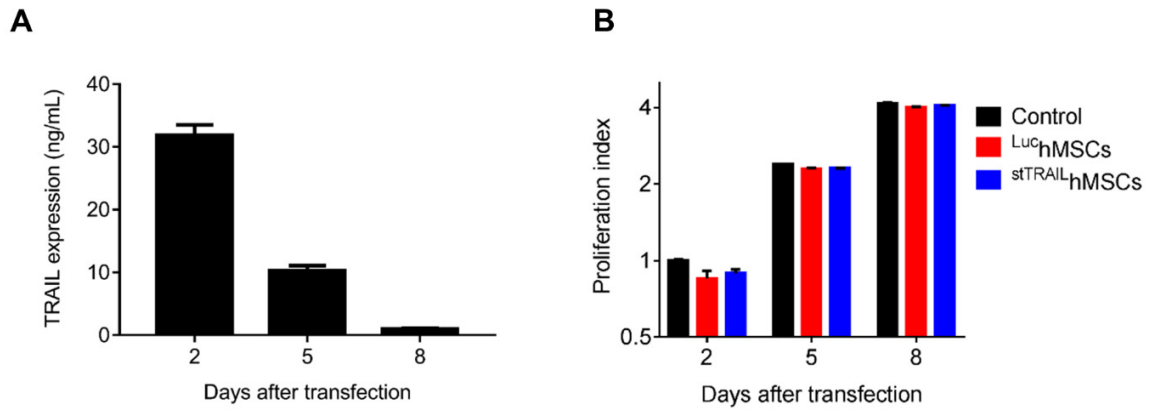 A
TRAIL expression (ng/mL)
40
30
20
10
0
2 5 8
Days after transfection
B
Proliferation index
4
2
1
0.5
2 5 8
Days after transfection
Control
LuchMSCs
stTRAILhMSCs